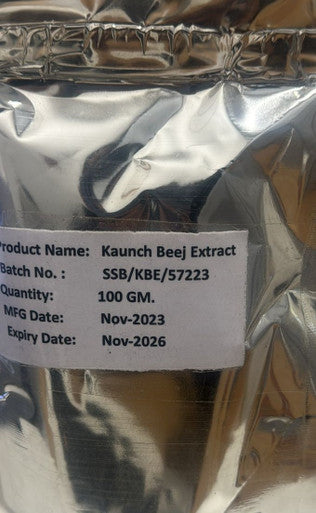 Product Name: Kaunch Beej Extract
Batch No. : SSB/KBE/57223
Quantity: 100 GM.
MFG Date: Nov-2023
Expiry Date: Nov-2026